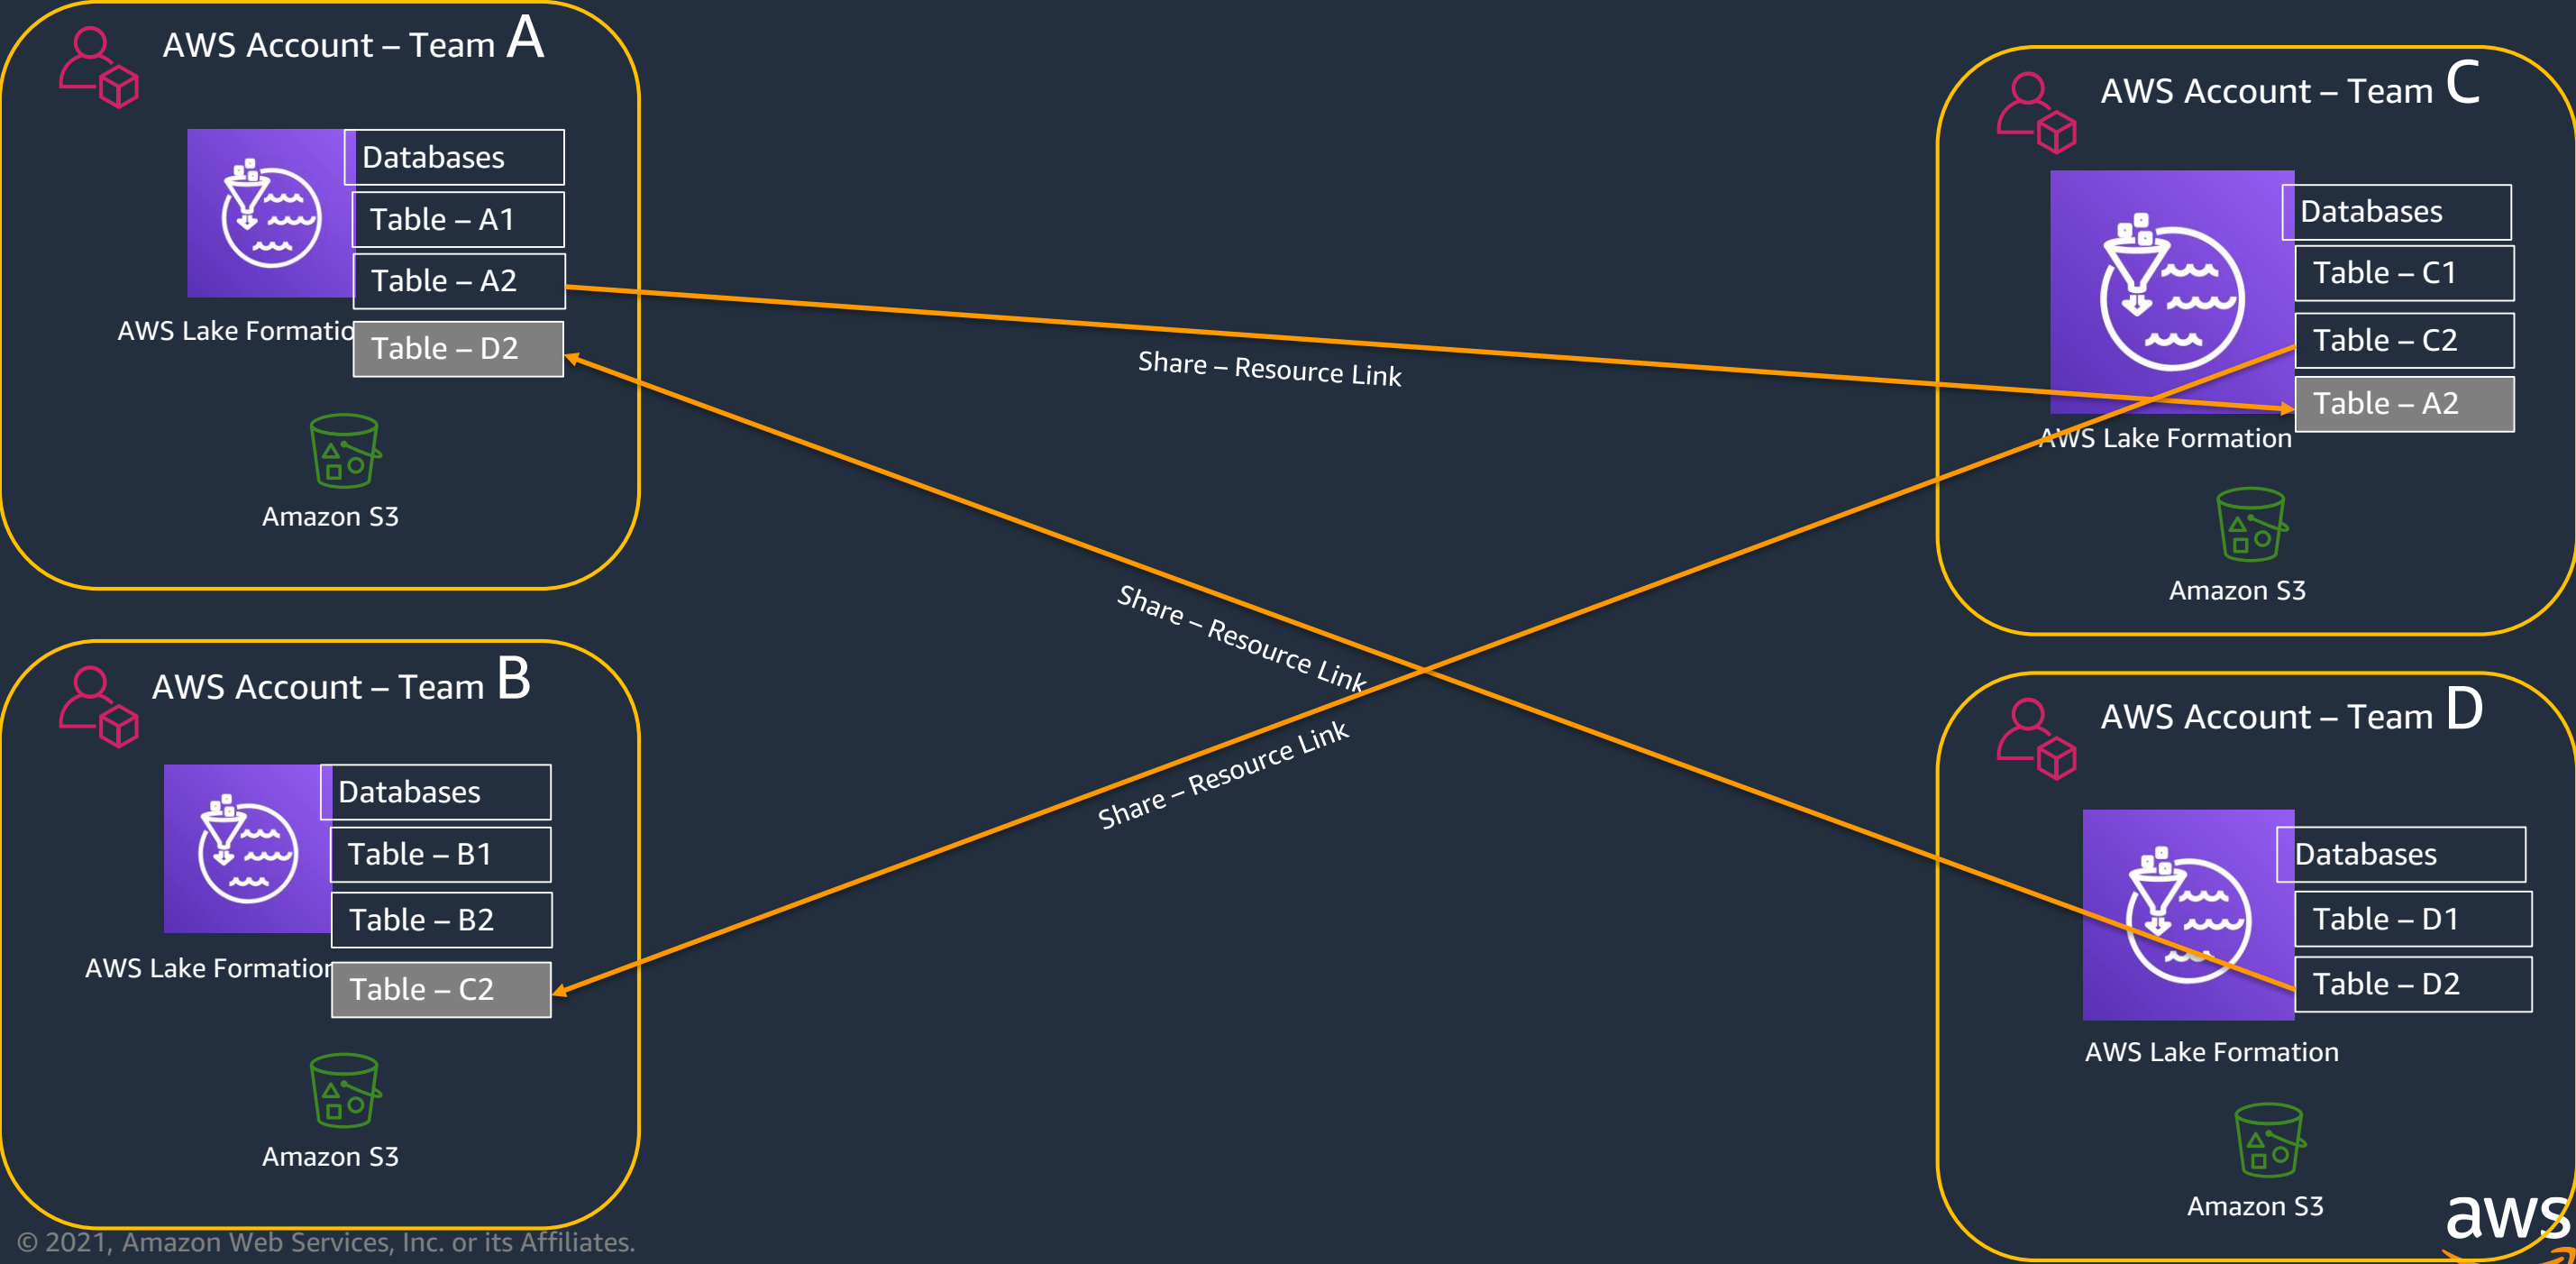 AWS Account – Team A
Databases
Table – A1
Table – A2
AWS Lake Formatio
Table – D2
Amazon S3
AWS Account – Team B
Databases
Table – B1
Table – B2
AWS Lake Formation
Table – C2
Amazon S3
Share – Resource Link
Share – Resource Link
Share – Resource Link
AWS Account – Team C
Databases
Table – C1
Table – C2
Table – A2
AWS Lake Formation
Amazon S3
AWS Account – Team D
Databases
Table – D1
Table – D2
AWS Lake Formation
Amazon S3
© 2021, Amazon Web Services, Inc. or its Affiliates.
aws